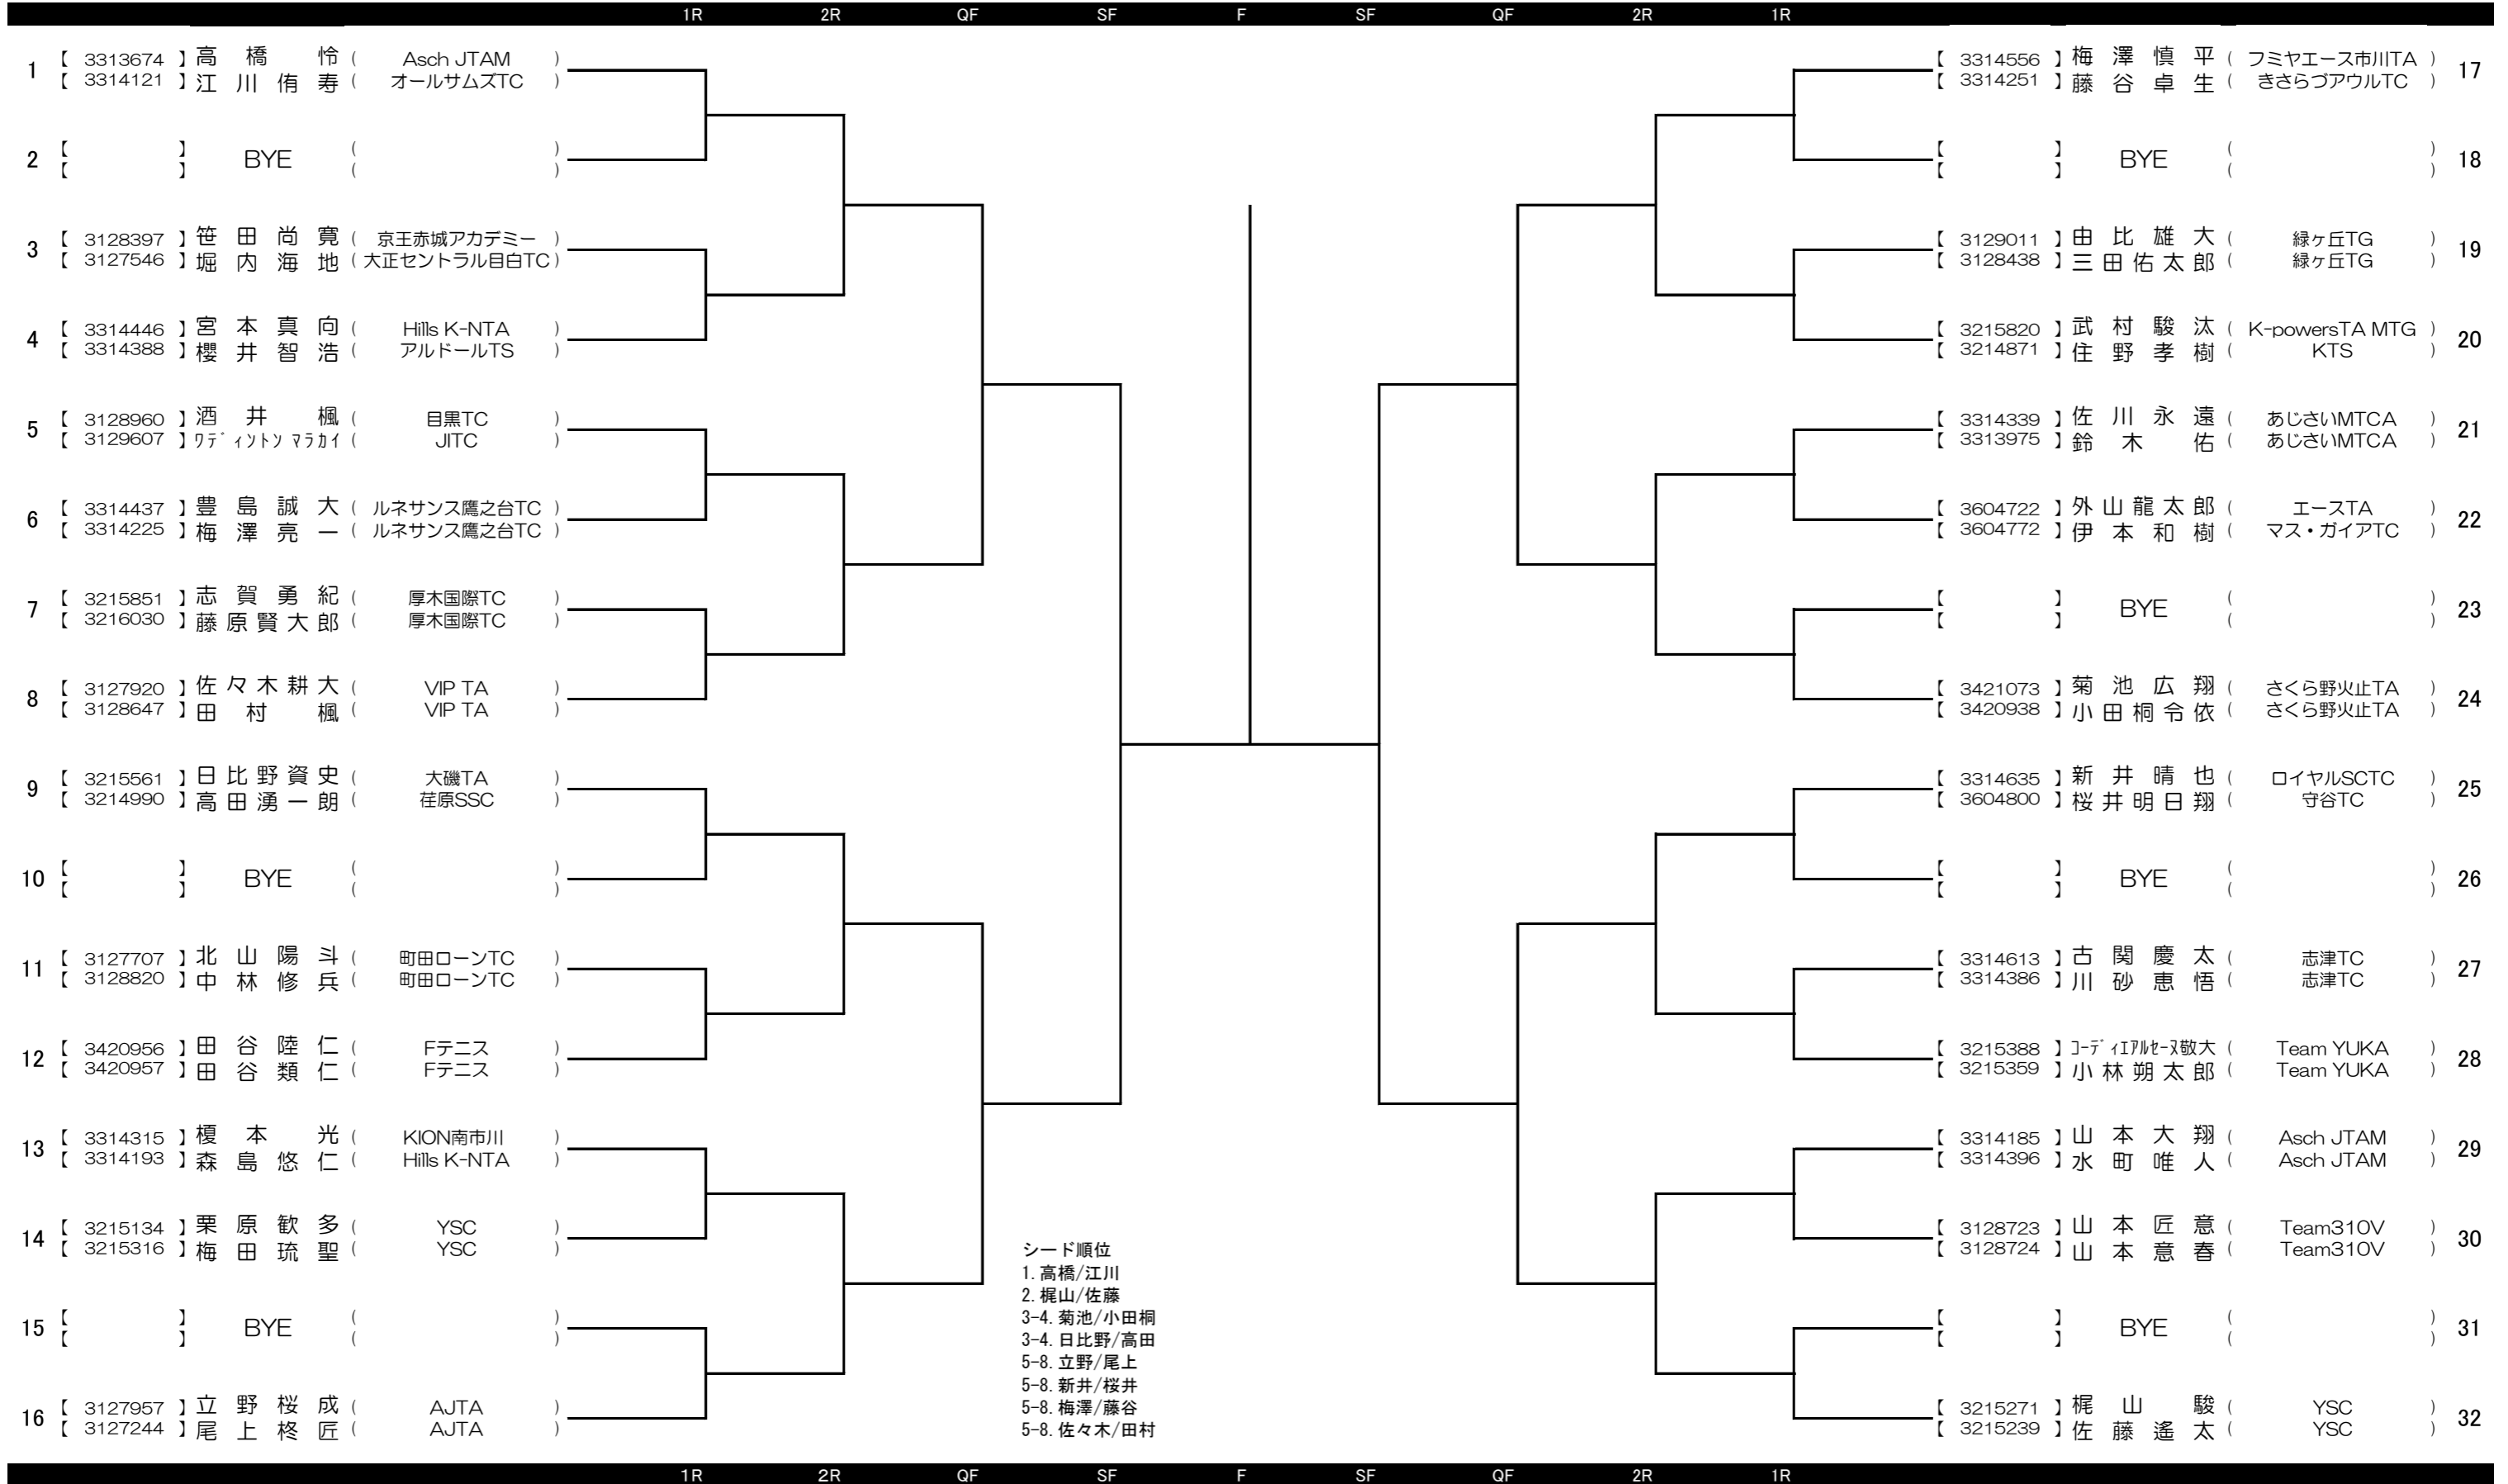 1R 2R QF SF F SF QF 2R 1R
1 【 3313674 】 高橋 怜 ( Asch JTAM )
【 3314121 】 江川侑寿 ( オールサムズTC )
2 【 】 BYE ( )
【 】 ( )
3 【 3128397 】 笹田尚寛 ( 京王赤城アカデミー )
【 3127546 】 堀内海地 ( 大正セントラル目白TC )
4 【 3314446 】 宮本真向 ( Hills K-NTA )
【 3314388 】 櫻井智浩 ( アルドールTS )
5 【 3128960 】 酒井 楓 ( 目黒TC )
【 3129607 】 ワディントン マラカイ ( JITC )
6 【 3314437 】 豊島誠大 ( ルネサンス鷹之台TC )
【 3314225 】 梅澤亮一 ( ルネサンス鷹之台TC )
7 【 3215851 】 志賀勇紀 ( 厚木国際TC )
【 3216030 】 藤原賢大郎 ( 厚木国際TC )
8 【 3127920 】 佐々木耕大 ( VIP TA )
【 3128647 】 田村 楓 ( VIP TA )
9 【 3215561 】 日比野資史 ( 大磯TA )
【 3214990 】 高田湧一朗 ( 荏原SSC )
10 【 】 BYE ( )
【 】 ( )
11 【 3127707 】 北山陽斗 ( 町田ローンTC )
【 3128820 】 中林修兵 ( 町田ローンTC )
12 【 3420956 】 田谷陸仁 ( Fテニス )
【 3420957 】 田谷類仁 ( Fテニス )
13 【 3314315 】 榎本 光 ( KION南市川 )
【 3314193 】 森島悠仁 ( Hills K-NTA )
14 【 3215134 】 栗原歓多 ( YSC )
【 3215316 】 梅田琉聖 ( YSC )
15 【 】 BYE ( )
【 】 ( )
16 【 3127957 】 立野桜成 ( AJTA )
【 3127244 】 尾上柊匠 ( AJTA )
シード順位
1. 高橋/江川
2. 梶山/佐藤
3-4. 菊池/小田桐
3-4. 日比野/高田
5-8. 立野/尾上
5-8. 新井/桜井
5-8. 梅澤/藤谷
5-8. 佐々木/田村
【 3314556 】 梅澤慎平 ( フミヤエース市川TA ) 17
【 3314251 】 藤谷卓生 ( きさらづアウルTC )
【 】 BYE ( ) 18
【 】 ( )
【 3129011 】 由比雄大 ( 緑ヶ丘TG ) 19
【 3128438 】 三田佑太郎 ( 緑ヶ丘TG )
【 3215820 】 武村駿汰 ( K-powersTA MTG ) 20
【 3214871 】 住野孝樹 ( KTS )
【 3314339 】 佐川永遠 ( あじさいMTCA ) 21
【 3313975 】 鈴木 佑 ( あじさいMTCA )
【 3604722 】 外山龍太郎 ( エースTA ) 22
【 3604772 】 伊本和樹 ( マス・ガイアTC )
【 】 BYE ( ) 23
【 】 ( )
【 3421073 】 菊池広翔 ( さくら野火止TA ) 24
【 3420938 】 小田桐令依 ( さくら野火止TA )
【 3314635 】 新井晴也 ( ロイヤルSCTC ) 25
【 3604800 】 桜井明日翔 ( 守谷TC )
【 】 BYE ( ) 26
【 】 ( )
【 3314613 】 古関慶太 ( 志津TC ) 27
【 3314386 】 川砂恵悟 ( 志津TC )
【 3215388 】 コーディエアルセーヌ敬大 ( Team YUKA ) 28
【 3215359 】 小林朔太郎 ( Team YUKA )
【 3314185 】 山本大翔 ( Asch JTAM ) 29
【 3314396 】 水町唯人 ( Asch JTAM )
【 3128723 】 山本匠意 ( Team310V ) 30
【 3128724 】 山本意春 ( Team310V )
【 】 BYE ( ) 31
【 】 ( )
【 3215271 】 梶山 駿 ( YSC ) 32
【 3215239 】 佐藤遙太 ( YSC )
1R 2R QF SF F SF QF 2R 1R